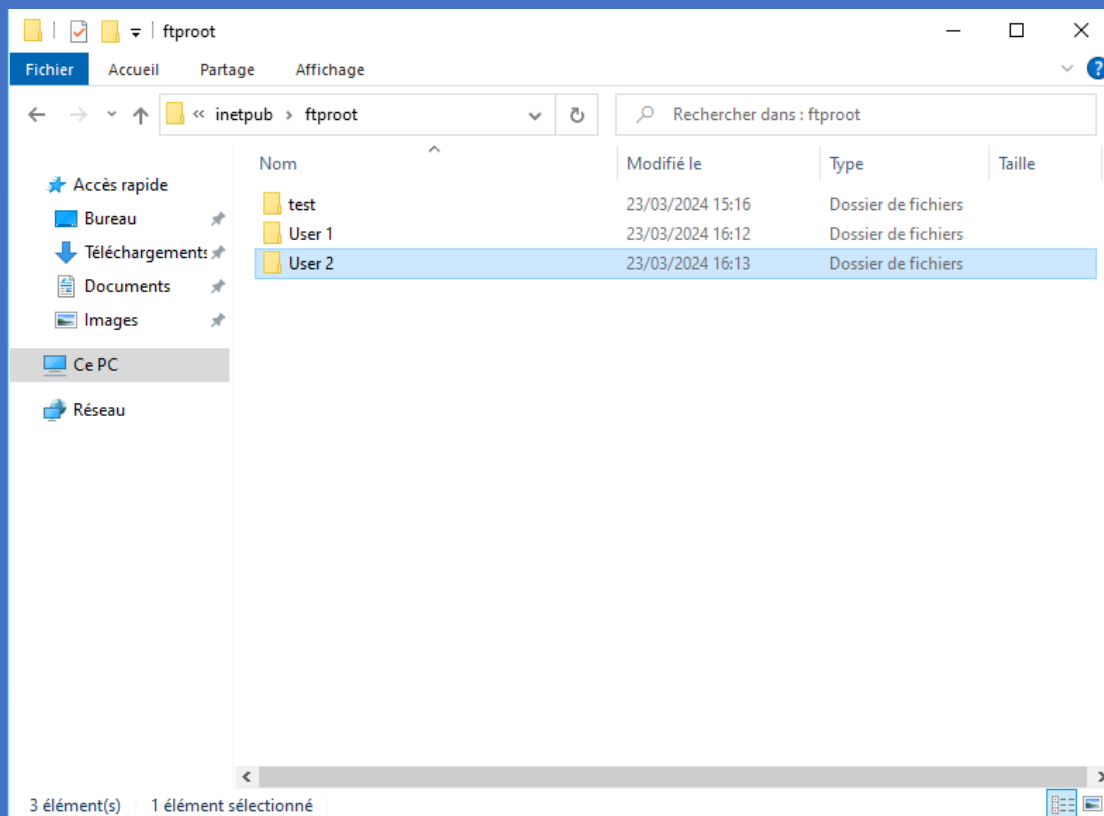 ftproot
Fichier Accueil Partage Affichage
« inetpub > ftproot Rechercher dans : ftproot
Nom Modifié le Type Taille
Accès rapide
Bureau
Téléchargements
Documents
Images
Ce PC
Réseau
test 23/03/2024 15:16 Dossier de fichiers
User 1 23/03/2024 16:12 Dossier de fichiers
User 2 23/03/2024 16:13 Dossier de fichiers
3 élément(s) 1 élément sélectionné